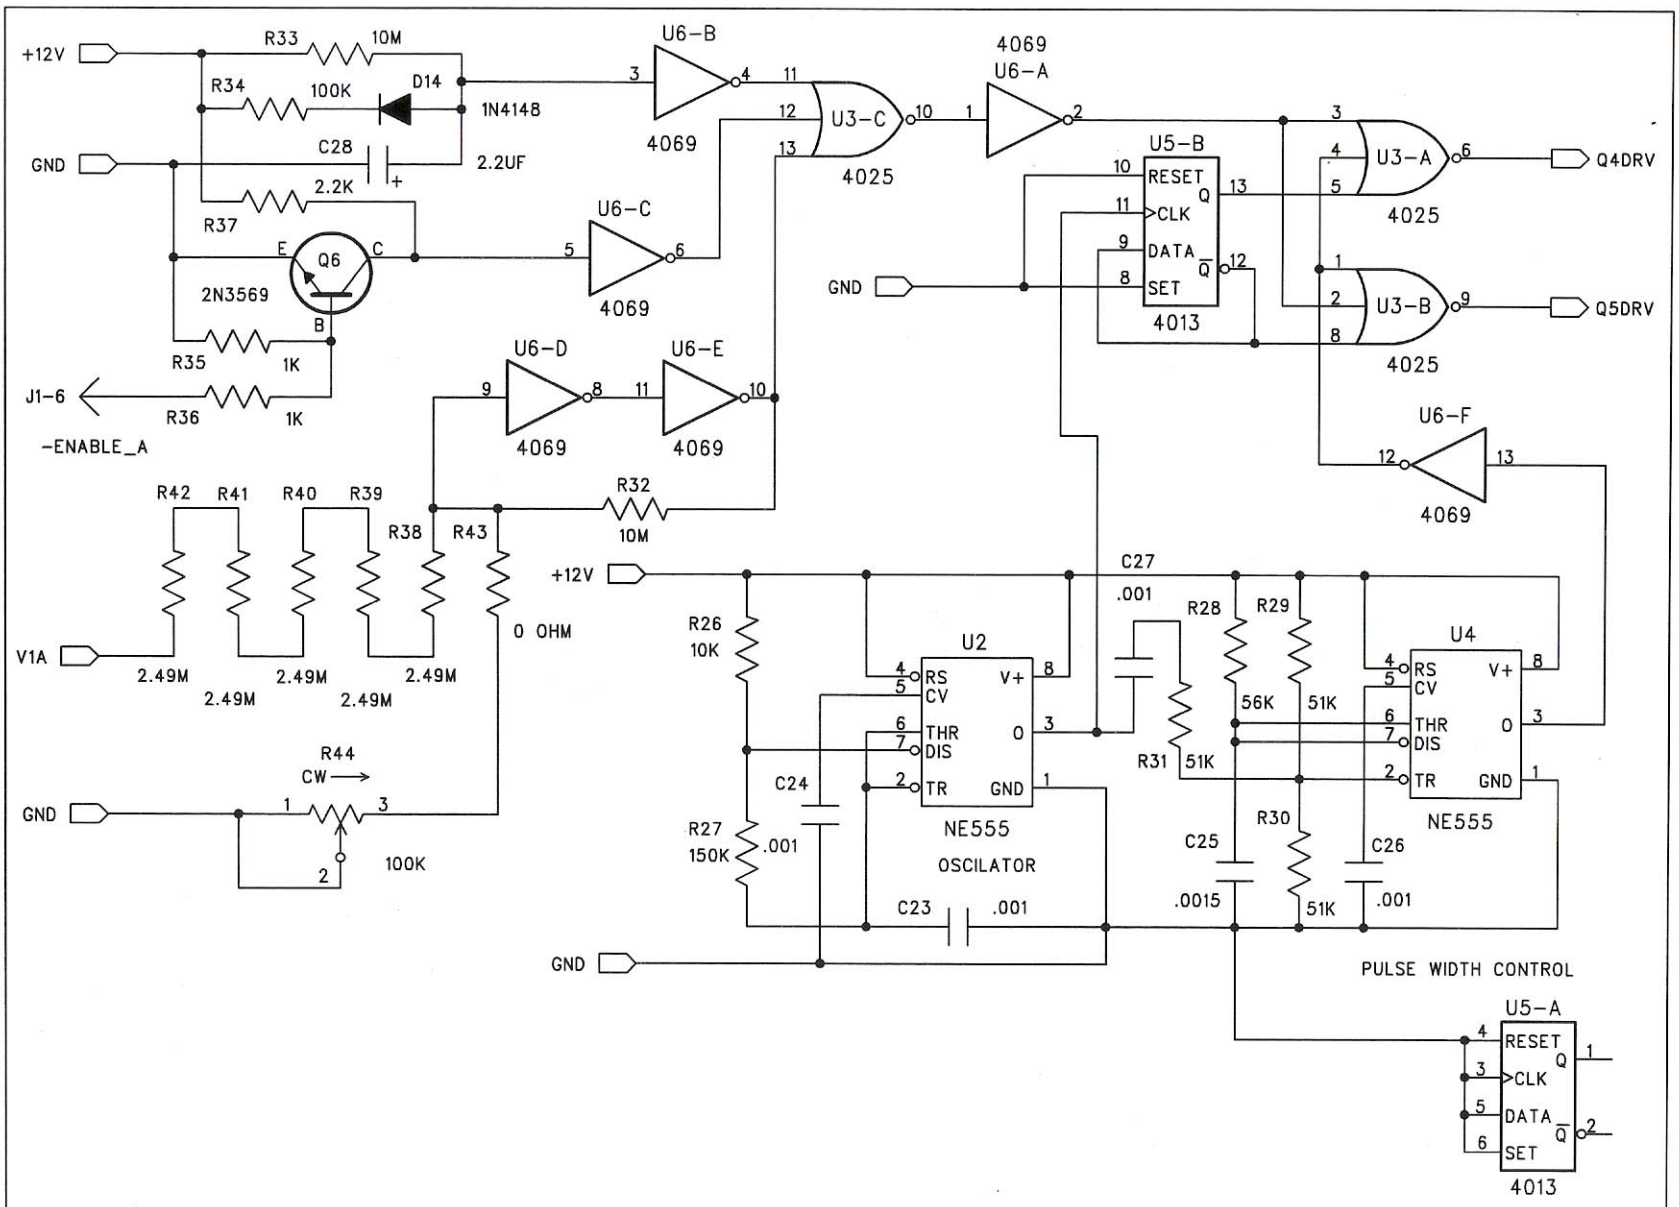 +12V
R33
10M
R34
100K
D14
1N4148
GND
C28
+
2.2UF
2.2K
R37
E
Q6
C
2N3569
B
R35
1K
J1-6
R36
1K
-ENABLE_A
U6-B
3
4
4069
U6-C
5
6
4069
U6-D
9
8
4069
U6-E
11
10
4069
11
12
13
U3-C
10
4025
4069
U6-A
1
2
U5-B
10 RESET
Q 13
11 CLK
9 DATA
Q 12
8 SET
4013
GND
3
4
5
U3-A
6
4025
Q4DRV
1
2
8
U3-B
9
4025
Q5DRV
U6-F
12
13
4069
R42
R41
R40
R39
R38
R43
R32
10M
0 OHM
V1A
2.49M
2.49M
2.49M
2.49M
2.49M
R44
CW
GND
1
3
2
100K
+12V
R26
10K
R27
150K
C24
.001
U2
4 RS
V+ 8
5 CV
6 THR
O 3
7 DIS
2 TR
GND 1
NE555
OSCILATOR
C23
.001
GND
C27
.001
R31
51K
R28
56K
R29
51K
R30
51K
C25
.0015
C26
.001
U4
4 RS
V+ 8
5 CV
6 THR
O 3
7 DIS
2 TR
GND 1
NE555
PULSE WIDTH CONTROL
U5-A
4 RESET
Q 1
3 CLK
5 DATA
Q 2
6 SET
4013